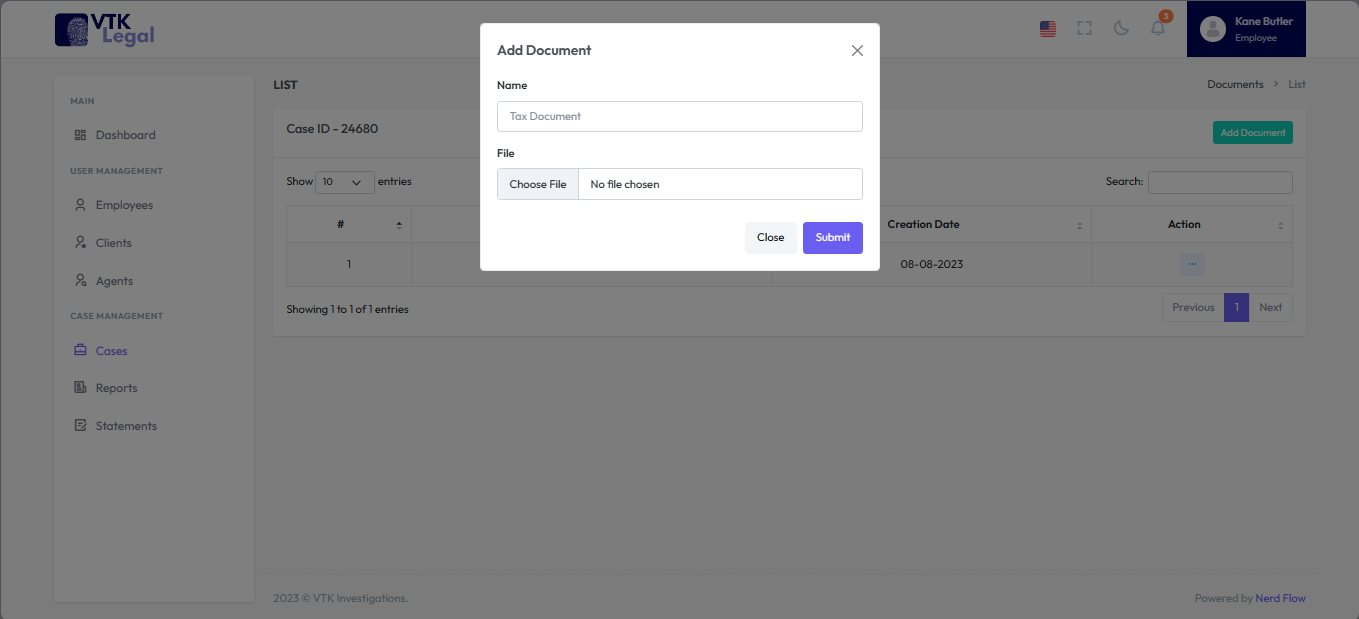 VTK
Legal
3
Kane Butler
Employee
MAIN
Dashboard
USER MANAGEMENT
Employees
Clients
Agents
CASE MANAGEMENT
Cases
Reports
Statements
LIST
Documents > List
Case ID - 24680
Add Document
Show 10 entries
Search:
#
Creation Date
Action
1
08-08-2023
...
Showing 1 to 1 of 1 entries
Previous 1 Next
Add Document
Name
Tax Document
File
Choose File No file chosen
Close Submit
2023 © VTK Investigations.
Powered by Nerd Flow